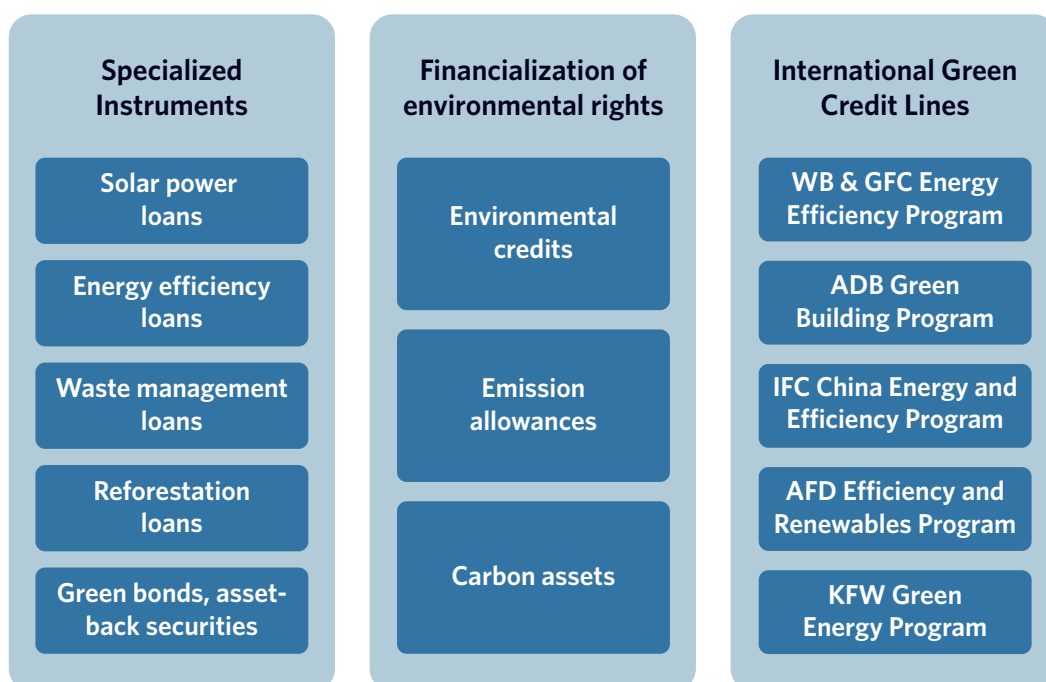 Specialized
Instruments
Solar power
loans
Energy efficiency
loans
Waste management
loans
Reforestation
loans
Green bonds, asset-
back securities
Financialization of
environmental rights
Environmental
credits
Emission
allowances
Carbon assets
International Green
Credit Lines
WB & GFC Energy
Efficiency Program
ADB Green
Building Program
IFC China Energy and
Efficiency Program
AFD Efficiency and
Renewables Program
KFW Green
Energy Program